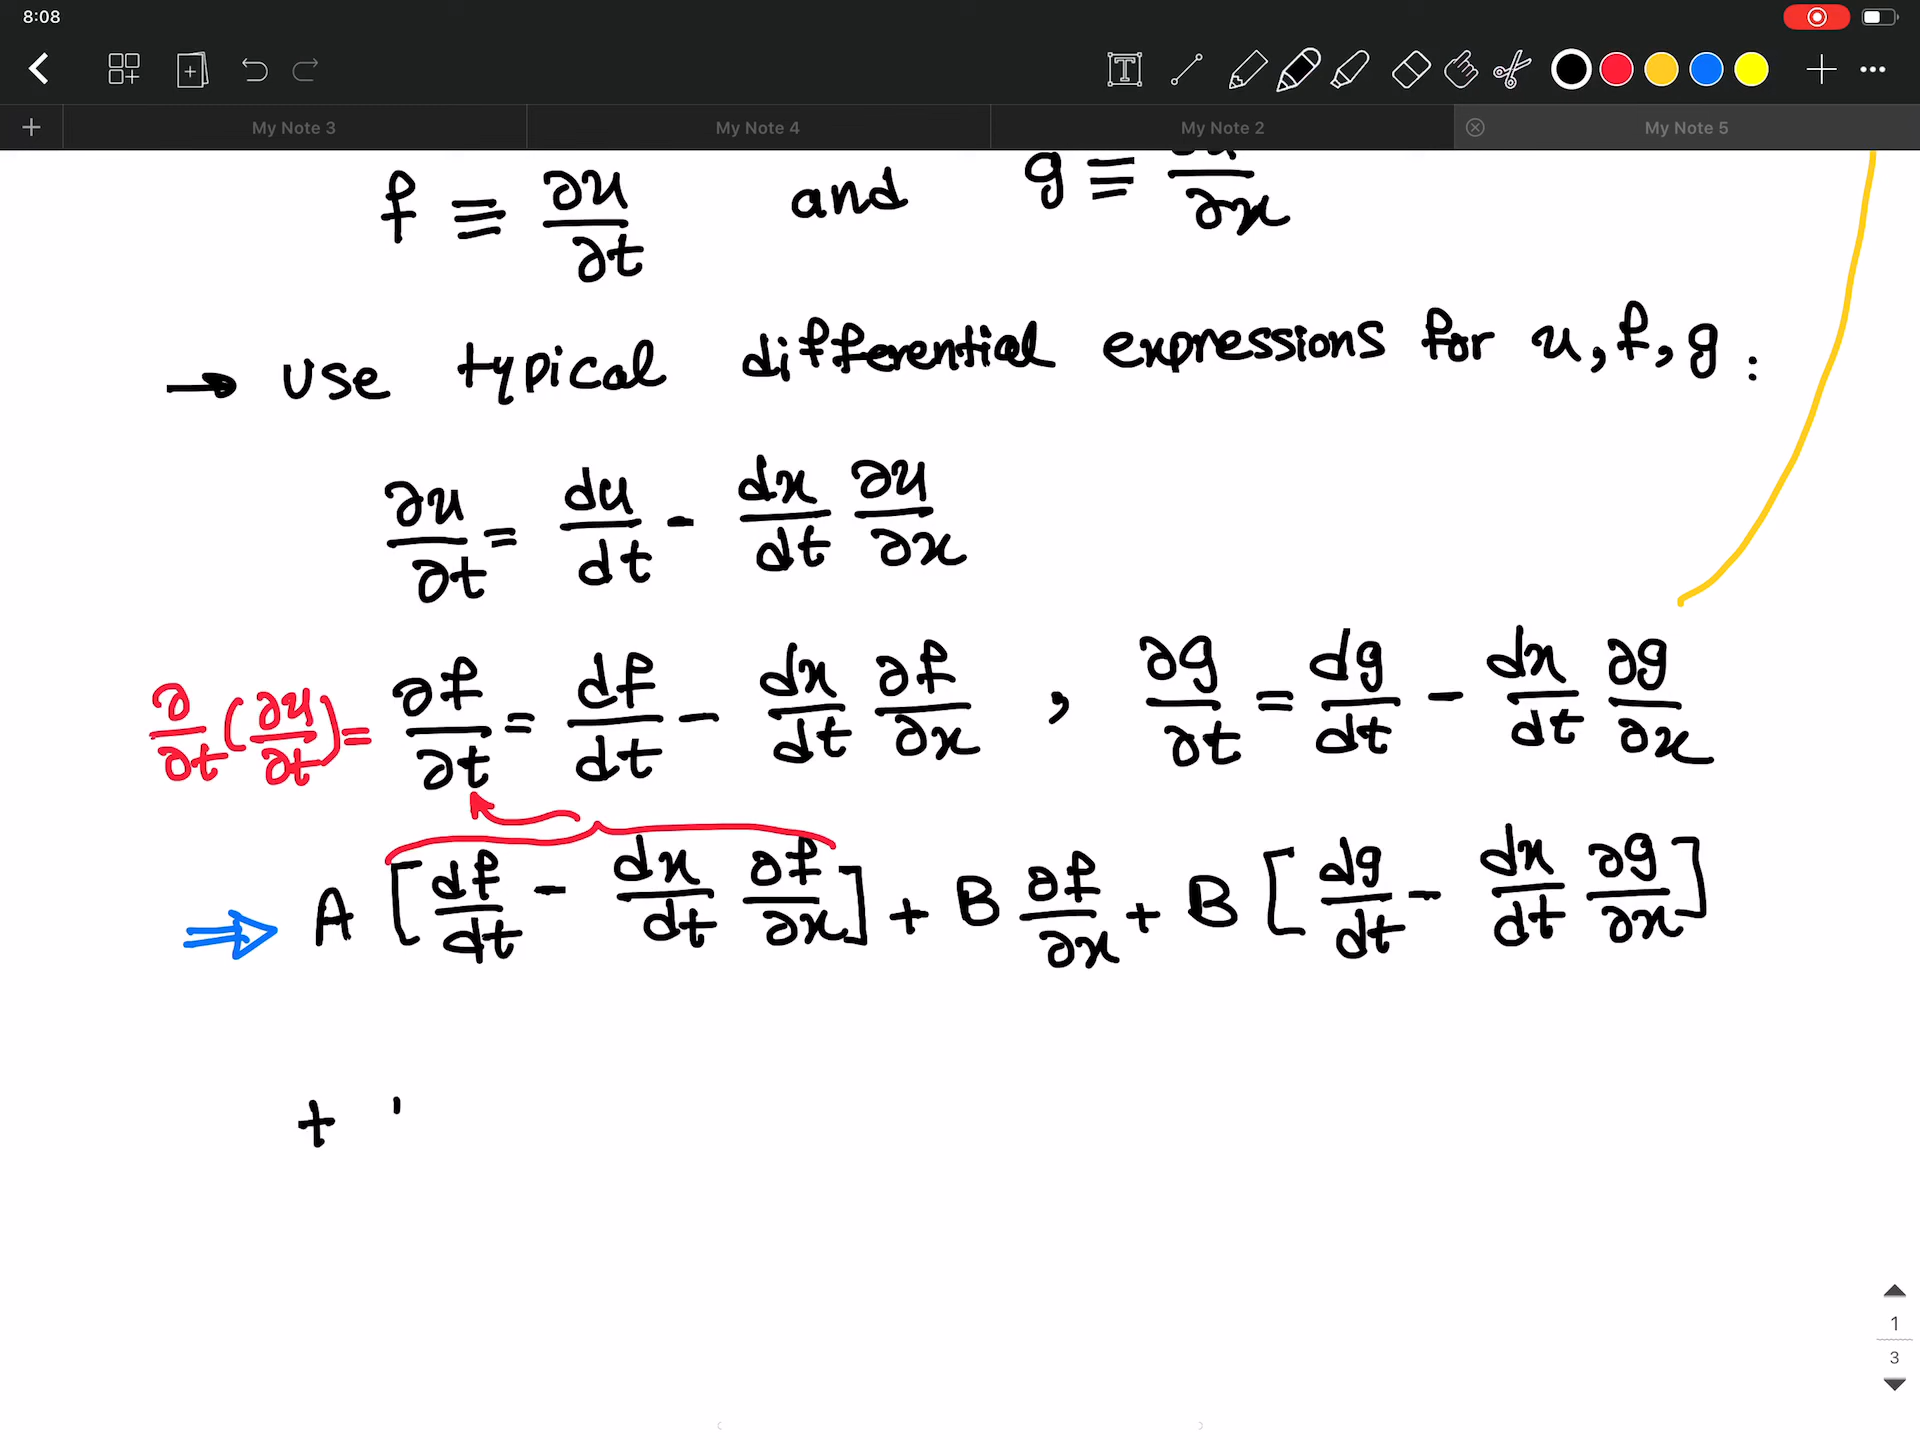 8:08
My Note 3 My Note 4 My Note 2 My Note 5
f ≡ ∂u/∂t and g ≡ ∂u/∂x
→ Use typical differential expressions for u, f, g :
∂u/∂t = du/dt - dx/dt ∂u/∂x
∂/∂t (∂u/∂t) = ∂f/∂t = df/dt - dx/dt ∂f/∂x , ∂g/∂t = dg/dt - dx/dt ∂g/∂x
⇒ A [df/dt - dx/dt ∂f/∂x] + B ∂f/∂x + B [dg/dt - dx/dt ∂g/∂x]
+
1
3